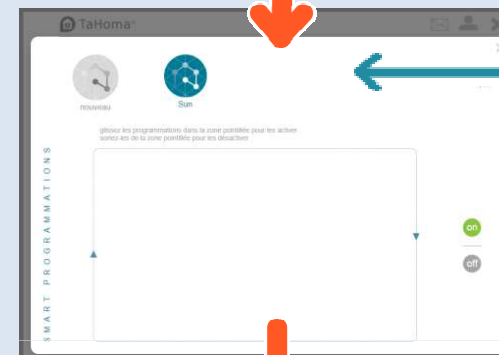 TaHoma®
nouveau
Sun
glissez les programmations dans la zone pointillée pour les activer
sortez-les de la zone pointillée pour les désactiver
SMART PROGRAMMATIONS
on
off